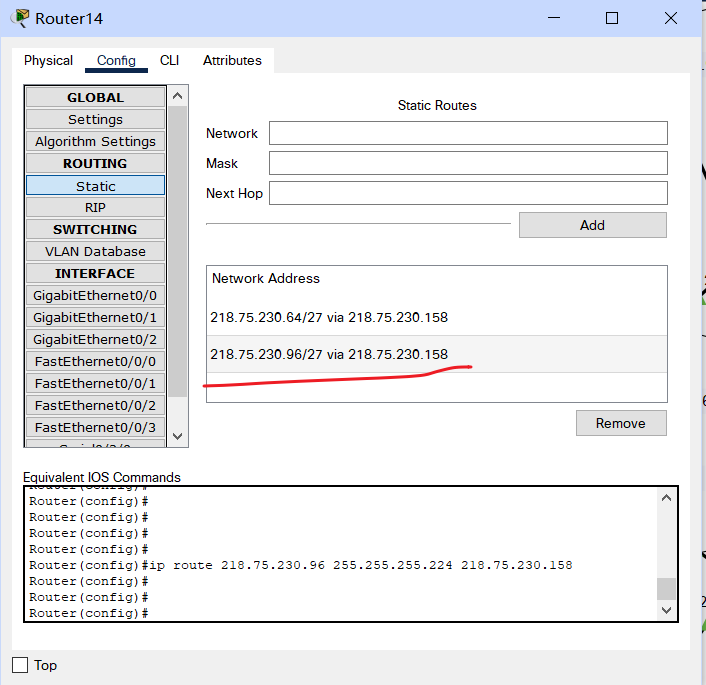 Router14
Physical Config CLI Attributes
GLOBAL
Settings
Algorithm Settings
ROUTING
Static
RIP
SWITCHING
VLAN Database
INTERFACE
GigabitEthernet0/0
GigabitEthernet0/1
GigabitEthernet0/2
FastEthernet0/0/0
FastEthernet0/0/1
FastEthernet0/0/2
FastEthernet0/0/3
Static Routes
Network
Mask
Next Hop
Add
Network Address
218.75.230.64/27 via 218.75.230.158
218.75.230.96/27 via 218.75.230.158
Remove
Equivalent IOS Commands
Router(config)#
Router(config)#
Router(config)#
Router(config)#
Router(config)#
Router(config)#ip route 218.75.230.96 255.255.255.224 218.75.230.158
Router(config)#
Router(config)#
Router(config)#
Top